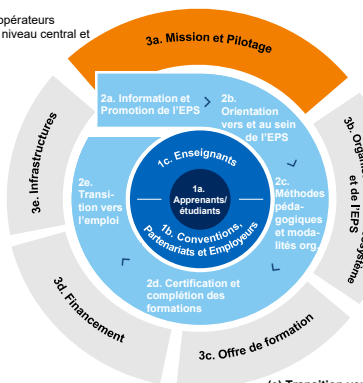 opérateurs
niveau central et
3a. Mission et Pilotage
2a. Information et
Promotion de l'EPS
2b.
Orientation
vers et au sein
de l'EPS
3b. 
et de l'EFS
1c. Enseignants
1a.
Apprenants/
étudiants
1b. Conventions,
Partenariats et Employeurs
2c.
Méthodes
péda-
gogiques
et moda-
lités org.
2d. Certification et
complétion des
formations
2e.
Transi-
tion vers
l'emploi
3c. Offre de formation
3d. Financement
3e. Infrastructures